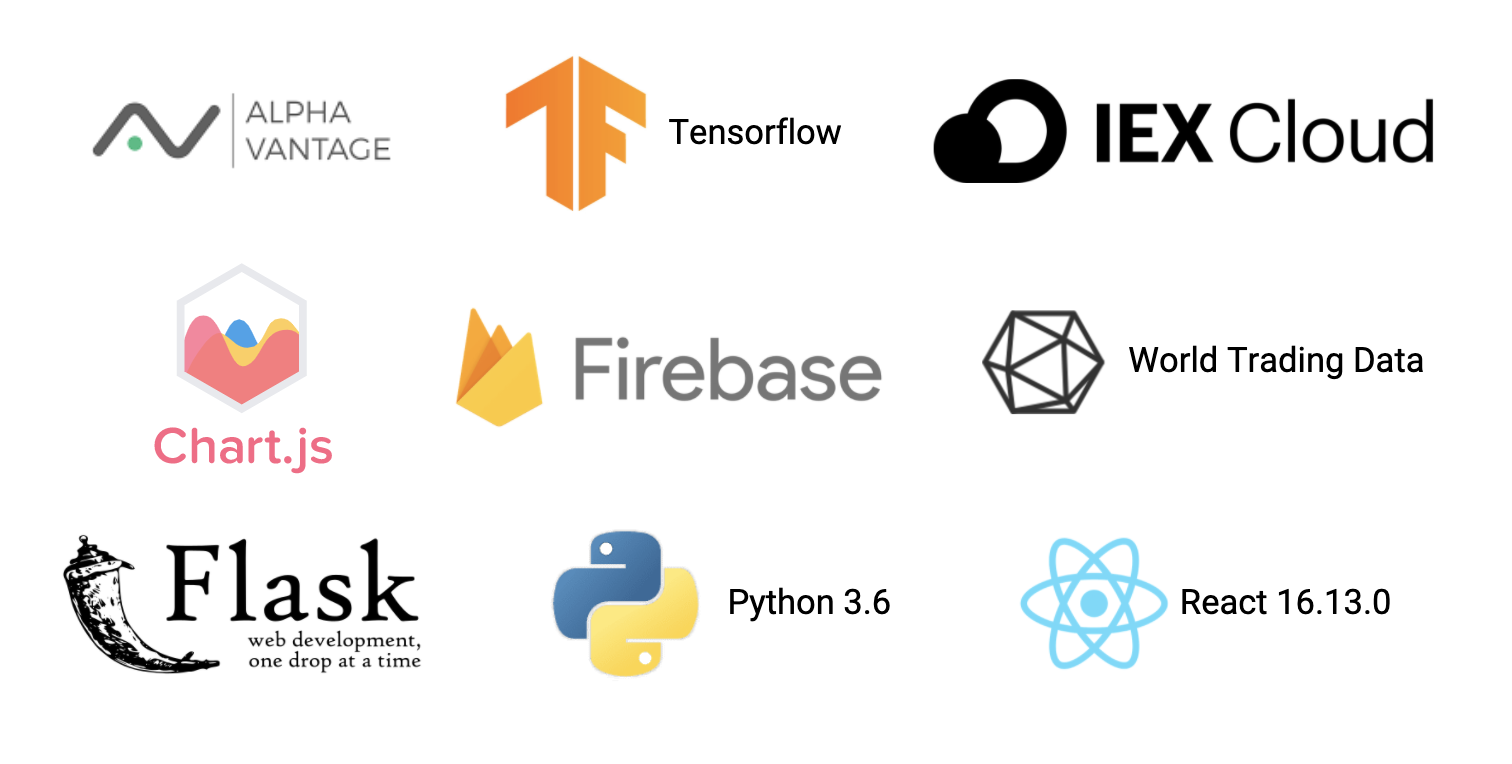 ALPHA
VANTAGE
Tensorflow
IEX Cloud
Chart.js
Firebase
World Trading Data
Flask
web development,
one drop at a time
Python 3.6
React 16.13.0